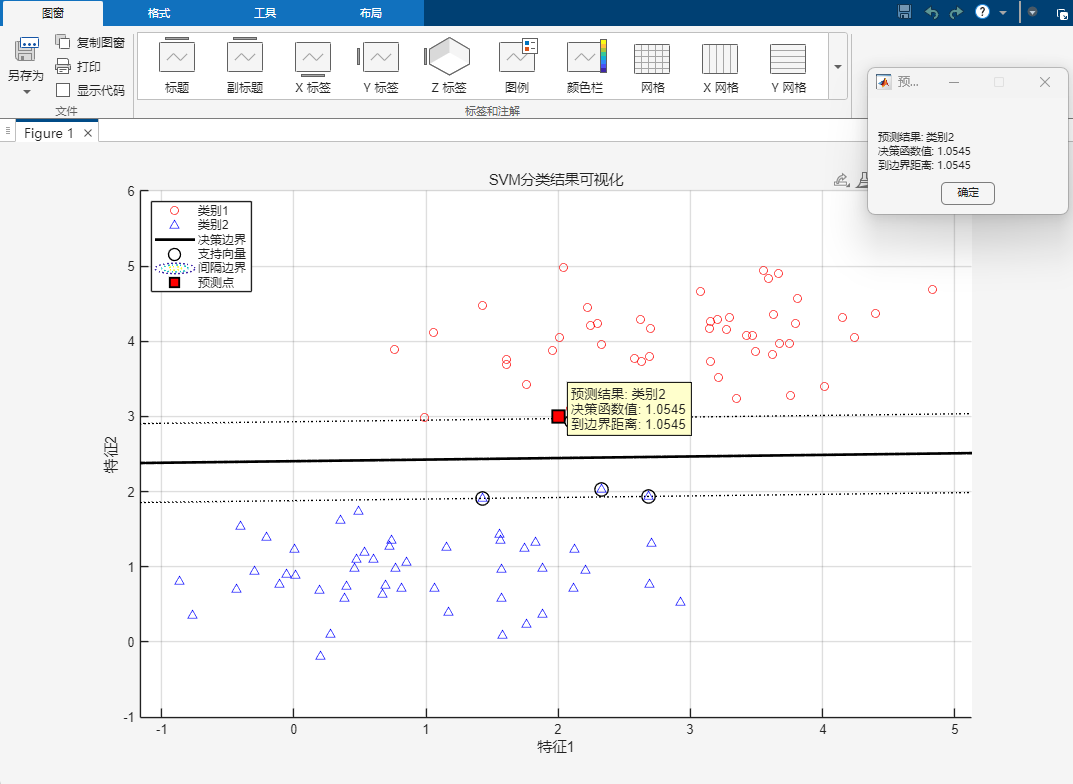 图窗
格式
工具
布局
另存为
复制图窗
打印
显示代码
文件
标题
副标题
X 标签
Y 标签
Z 标签
图例
颜色栏
网格
X 网格
Y 网格
标签和注解
Figure 1
预...
预测结果: 类别2
决策函数值: 1.0545
到边界距离: 1.0545
确定
SVM分类结果可视化
类别1
类别2
决策边界
支持向量
间隔边界
预测点
预测结果: 类别2
决策函数值: 1.0545
到边界距离: 1.0545
特征2
6
5
4
3
2
1
0
-1
-1
0
1
2
3
4
5
特征1